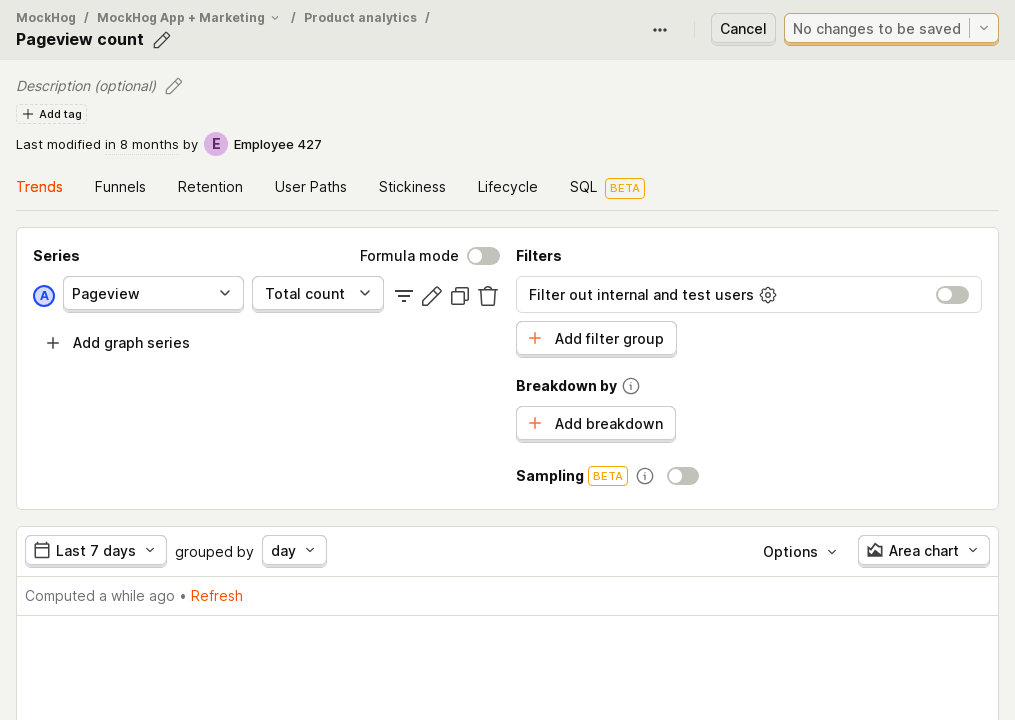 MockHog / MockHog App + Marketing / Product analytics /
Pageview count
Cancel
No changes to be saved
Description (optional)
Add tag
Last modified in 8 months by E Employee 427
Trends Funnels Retention User Paths Stickiness Lifecycle SQL BETA
Series
Formula mode
A Pageview Total count
Add graph series
Filters
Filter out internal and test users
Add filter group
Breakdown by
Add breakdown
Sampling BETA
Last 7 days grouped by day
Options Area chart
Computed a while ago • Refresh